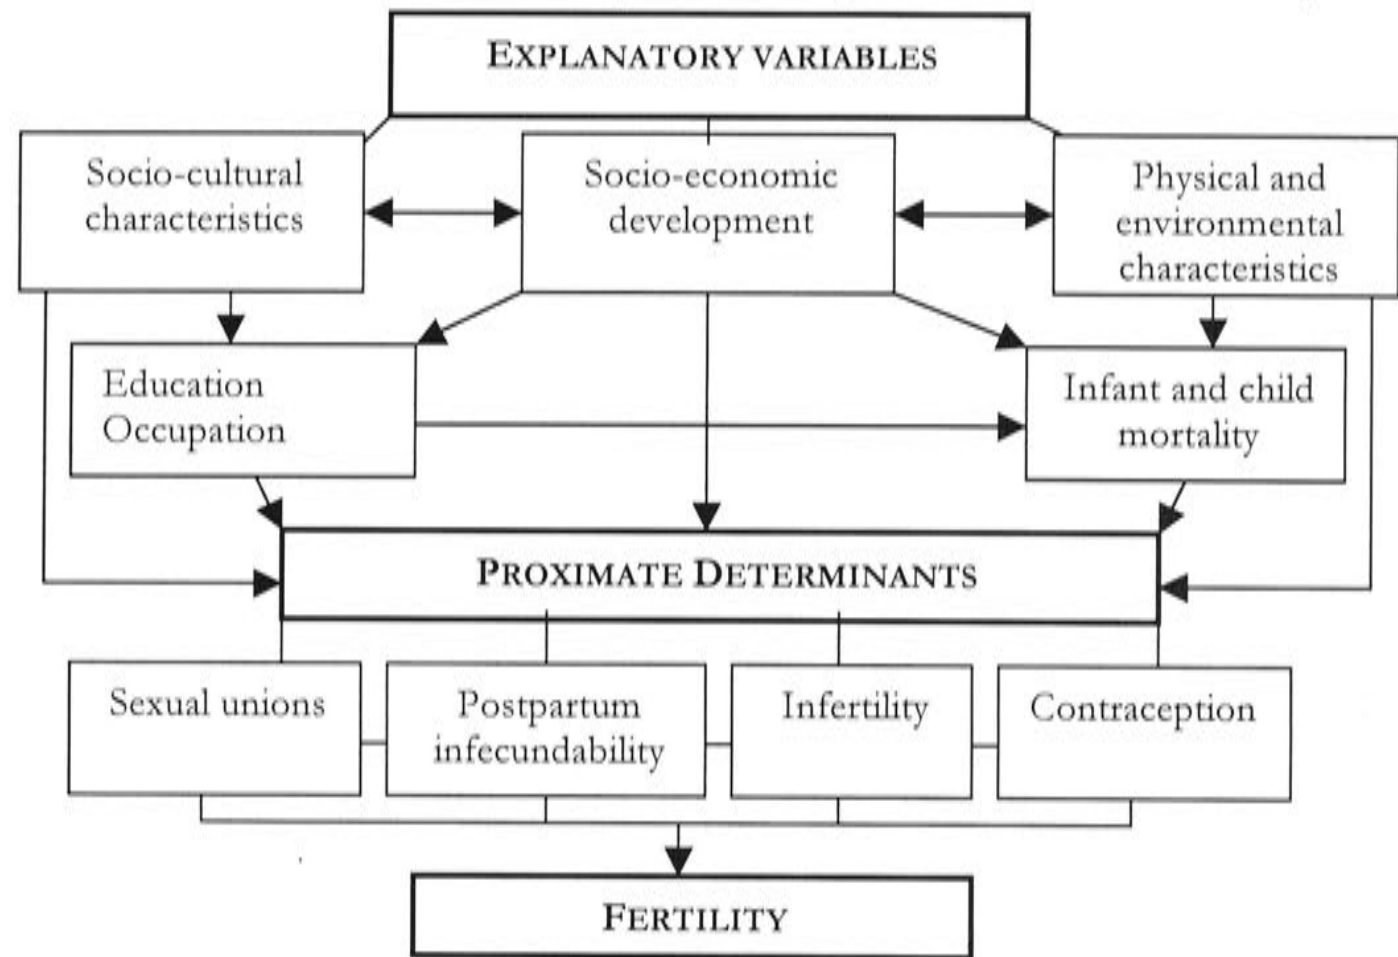 EXPLANATORY VARIABLES
Socio-cultural
characteristics
Socio-economic
development
Physical and
environmental
characteristics
Education
Occupation
Infant and child
mortality
PROXIMATE DETERMINANTS
Sexual unions
Postpartum
infecundability
Infertility
Contraception
FERTILITY